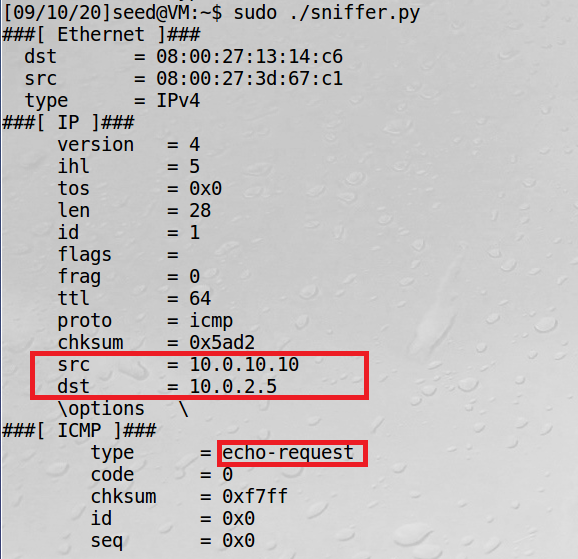 [09/10/20]seed@VM:~$ sudo ./sniffer.py
###[ Ethernet ]###
  dst       = 08:00:27:13:14:c6
  src       = 08:00:27:3d:67:c1
  type      = IPv4
###[ IP ]###
     version   = 4
     ihl       = 5
     tos       = 0x0
     len       = 28
     id        = 1
     flags     =
     frag      = 0
     ttl       = 64
     proto     = icmp
     chksum    = 0x5ad2
     src       = 10.0.10.10
     dst       = 10.0.2.5
     \options   \
###[ ICMP ]###
        type      = echo-request
        code      = 0
        chksum    = 0xf7ff
        id        = 0x0
        seq       = 0x0